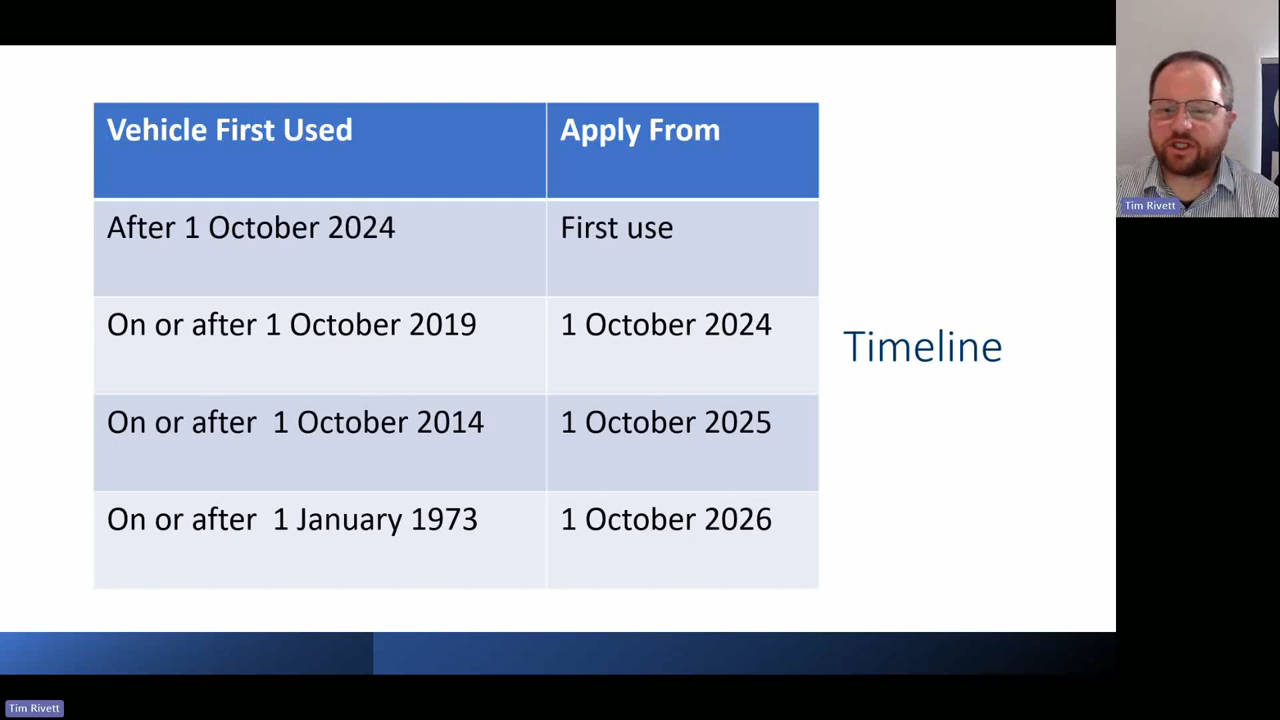 Vehicle First Used
Apply From
After 1 October 2024
First use
On or after 1 October 2019
1 October 2024
On or after 1 October 2014
1 October 2025
On or after 1 January 1973
1 October 2026
Timeline
Tim Rivett
Tim Rivett